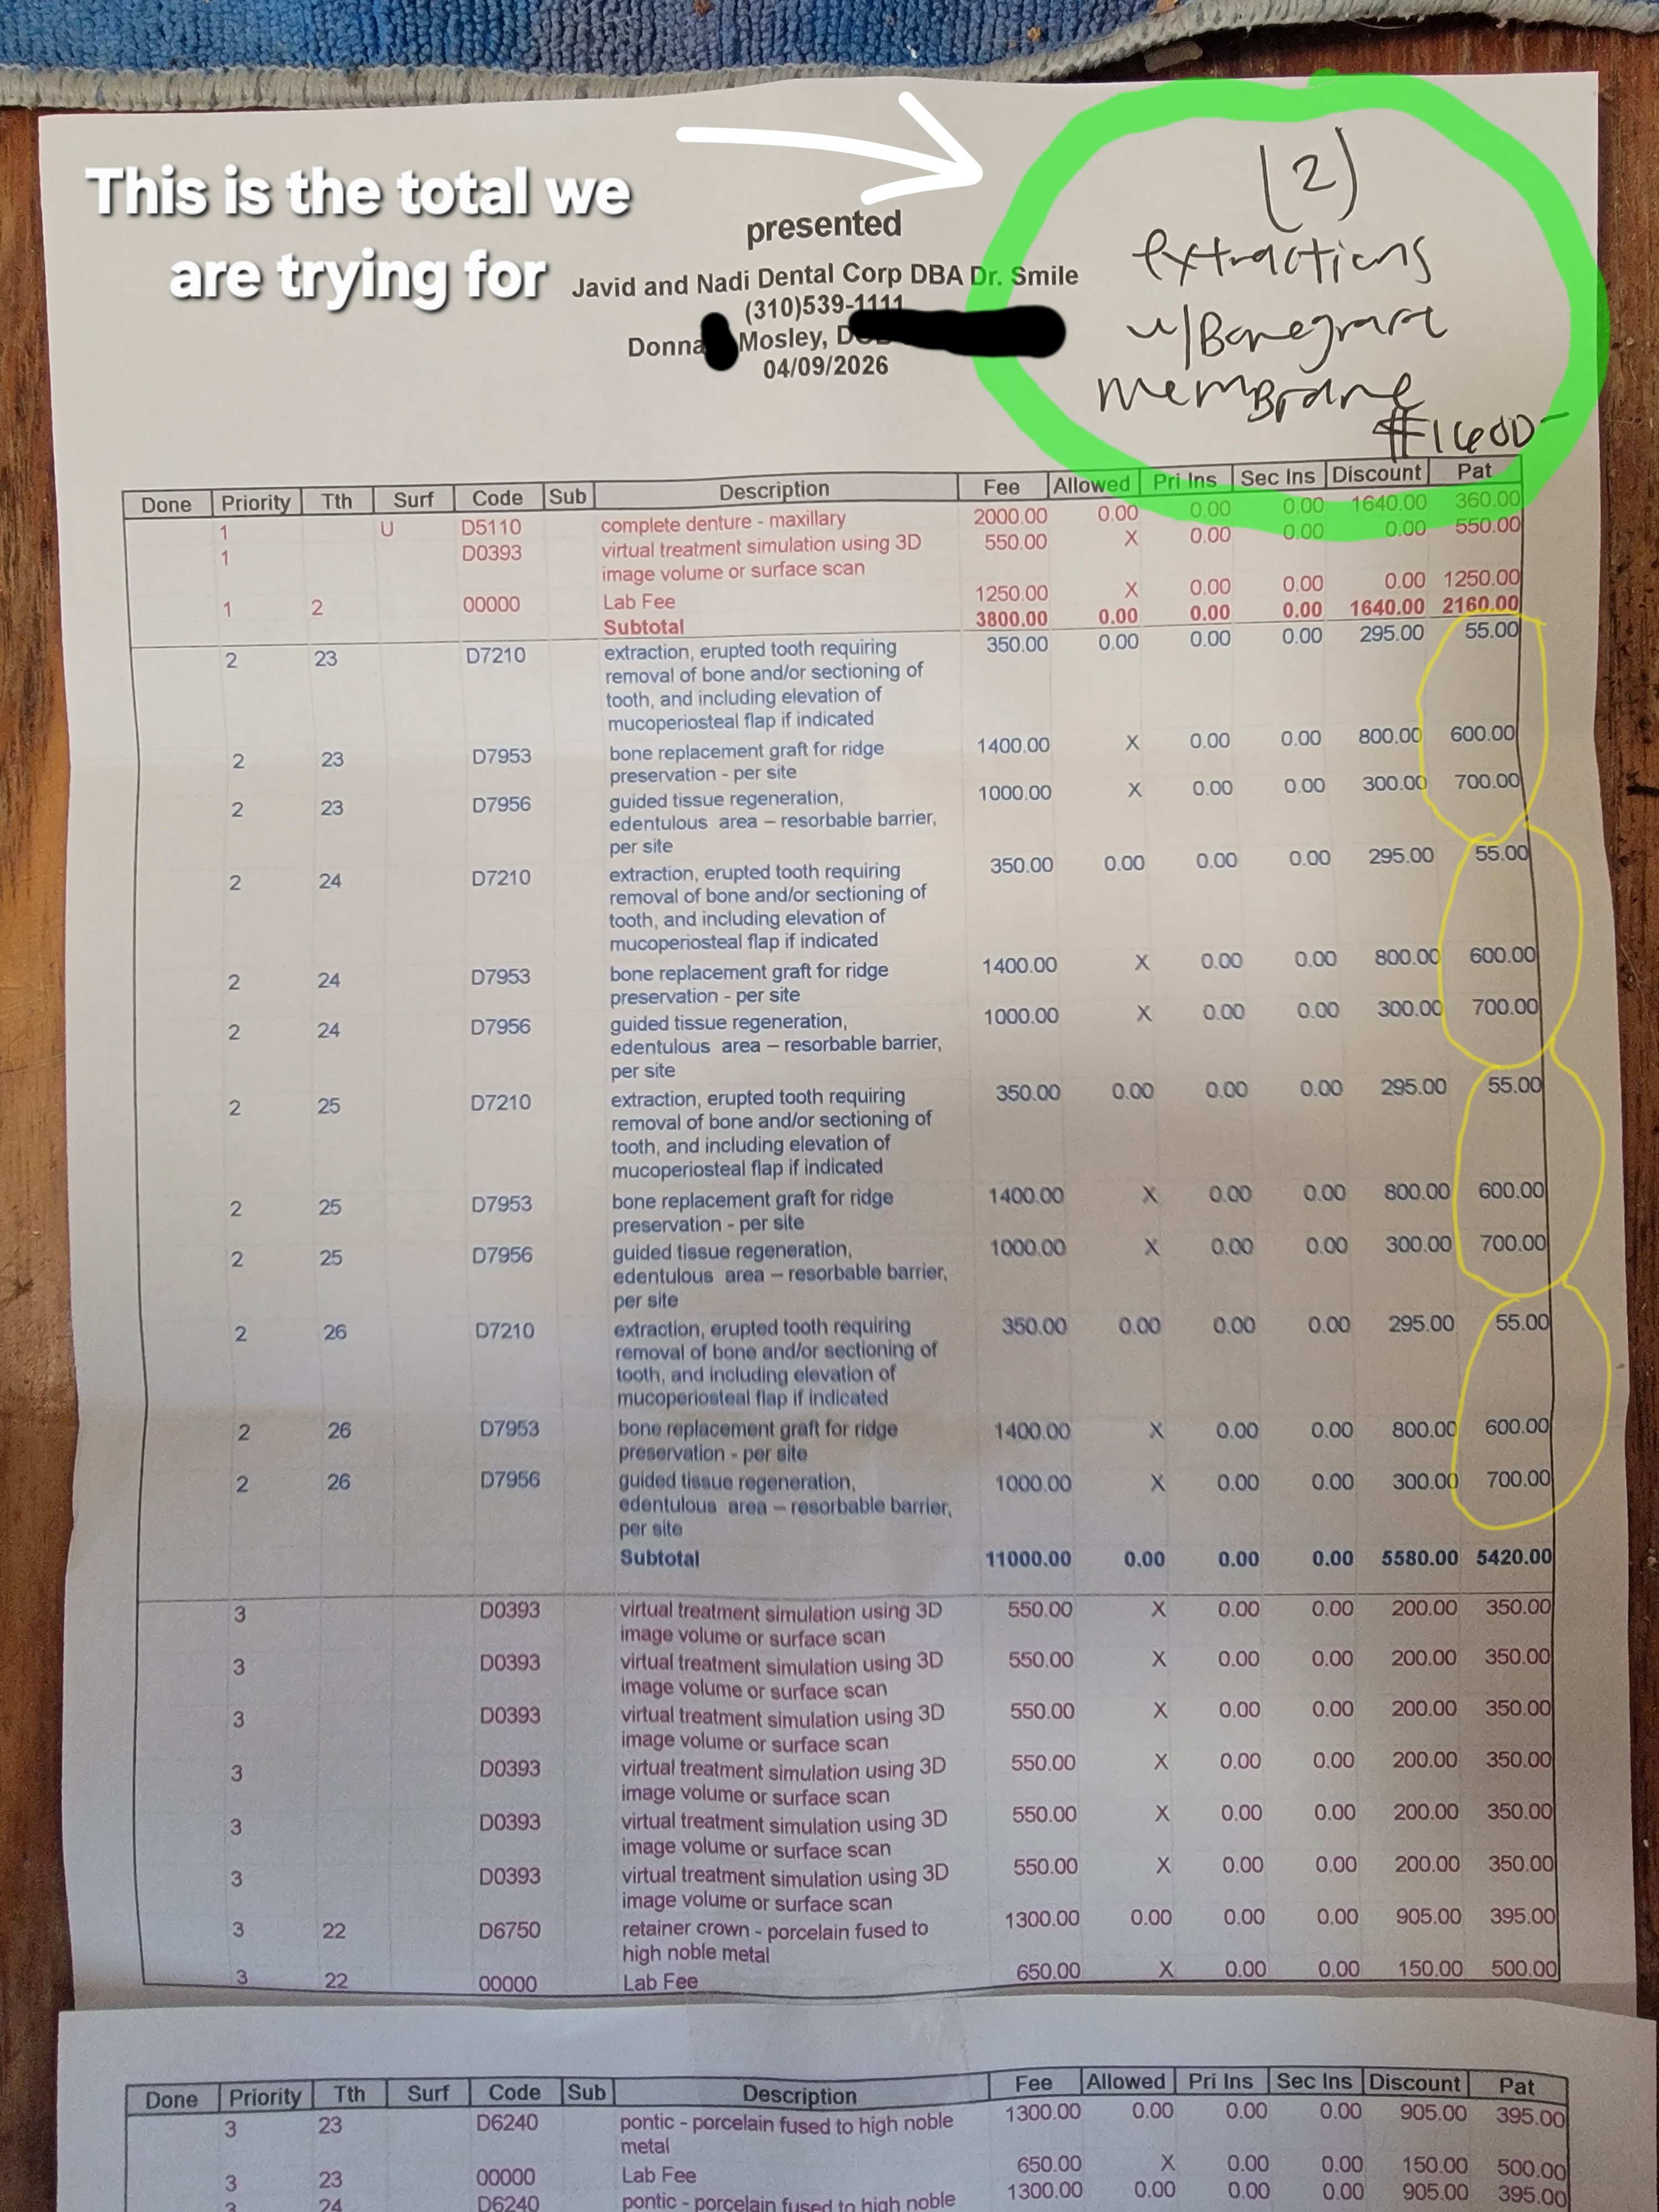 This is the total we
are trying for
(2)
extractions
w/Bonegraft
memBrane
$1600-
presented
Javid and Nadi Dental Corp DBA Dr. Smile
(310)539-1111
Donna Mosley,
04/09/2026
Done Priority Tth Surf Code Sub Description Fee Allowed Pri Ins Sec Ins Discount Pat
1 U D5110 complete denture - maxillary 2000.00 0.00 0.00 0.00 1640.00 360.00
1 D0393 virtual treatment simulation using 3D 550.00 X 0.00 0.00 0.00 550.00
image volume or surface scan
1 2 00000 Lab Fee 1250.00 X 0.00 0.00 0.00 1250.00
Subtotal 3800.00 0.00 0.00 0.00 1640.00 2160.00
2 23 D7210 extraction, erupted tooth requiring 350.00 0.00 0.00 0.00 295.00 55.00
removal of bone and/or sectioning of
tooth, and including elevation of
mucoperiosteal flap if indicated
2 23 D7953 bone replacement graft for ridge 1400.00 X 0.00 0.00 800.00 600.00
preservation - per site
2 23 D7956 guided tissue regeneration, 1000.00 X 0.00 0.00 300.00 700.00
edentulous area – resorbable barrier,
per site
2 24 D7210 extraction, erupted tooth requiring 350.00 0.00 0.00 0.00 295.00 55.00
removal of bone and/or sectioning of
tooth, and including elevation of
mucoperiosteal flap if indicated
2 24 D7953 bone replacement graft for ridge 1400.00 X 0.00 0.00 800.00 600.00
preservation - per site
2 24 D7956 guided tissue regeneration, 1000.00 X 0.00 0.00 300.00 700.00
edentulous area – resorbable barrier,
per site
2 25 D7210 extraction, erupted tooth requiring 350.00 0.00 0.00 0.00 295.00 55.00
removal of bone and/or sectioning of
tooth, and including elevation of
mucoperiosteal flap if indicated
2 25 D7953 bone replacement graft for ridge 1400.00 X 0.00 0.00 800.00 600.00
preservation - per site
2 25 D7956 guided tissue regeneration, 1000.00 X 0.00 0.00 300.00 700.00
edentulous area – resorbable barrier,
per site
2 26 D7210 extraction, erupted tooth requiring 350.00 0.00 0.00 0.00 295.00 55.00
removal of bone and/or sectioning of
tooth, and including elevation of
mucoperiosteal flap if indicated
2 26 D7953 bone replacement graft for ridge 1400.00 X 0.00 0.00 800.00 600.00
preservation - per site
2 26 D7956 guided tissue regeneration, 1000.00 X 0.00 0.00 300.00 700.00
edentulous area – resorbable barrier,
per site
Subtotal 11000.00 0.00 0.00 0.00 5580.00 5420.00
3 D0393 virtual treatment simulation using 3D 550.00 X 0.00 0.00 200.00 350.00
image volume or surface scan
3 D0393 virtual treatment simulation using 3D 550.00 X 0.00 0.00 200.00 350.00
image volume or surface scan
3 D0393 virtual treatment simulation using 3D 550.00 X 0.00 0.00 200.00 350.00
image volume or surface scan
3 D0393 virtual treatment simulation using 3D 550.00 X 0.00 0.00 200.00 350.00
image volume or surface scan
3 D0393 virtual treatment simulation using 3D 550.00 X 0.00 0.00 200.00 350.00
image volume or surface scan
3 D0393 virtual treatment simulation using 3D 550.00 X 0.00 0.00 200.00 350.00
image volume or surface scan
3 22 D6750 retainer crown - porcelain fused to 1300.00 0.00 0.00 0.00 905.00 395.00
high noble metal
3 22 00000 Lab Fee 650.00 X 0.00 0.00 150.00 500.00
Done Priority Tth Surf Code Sub Description Fee Allowed Pri Ins Sec Ins Discount Pat
3 23 D6240 pontic - porcelain fused to high noble 1300.00 0.00 0.00 0.00 905.00 395.00
metal
3 23 00000 Lab Fee 650.00 X 0.00 0.00 150.00 500.00
3 24 D6240 pontic - porcelain fused to high noble 1300.00 0.00 0.00 0.00 905.00 395.00